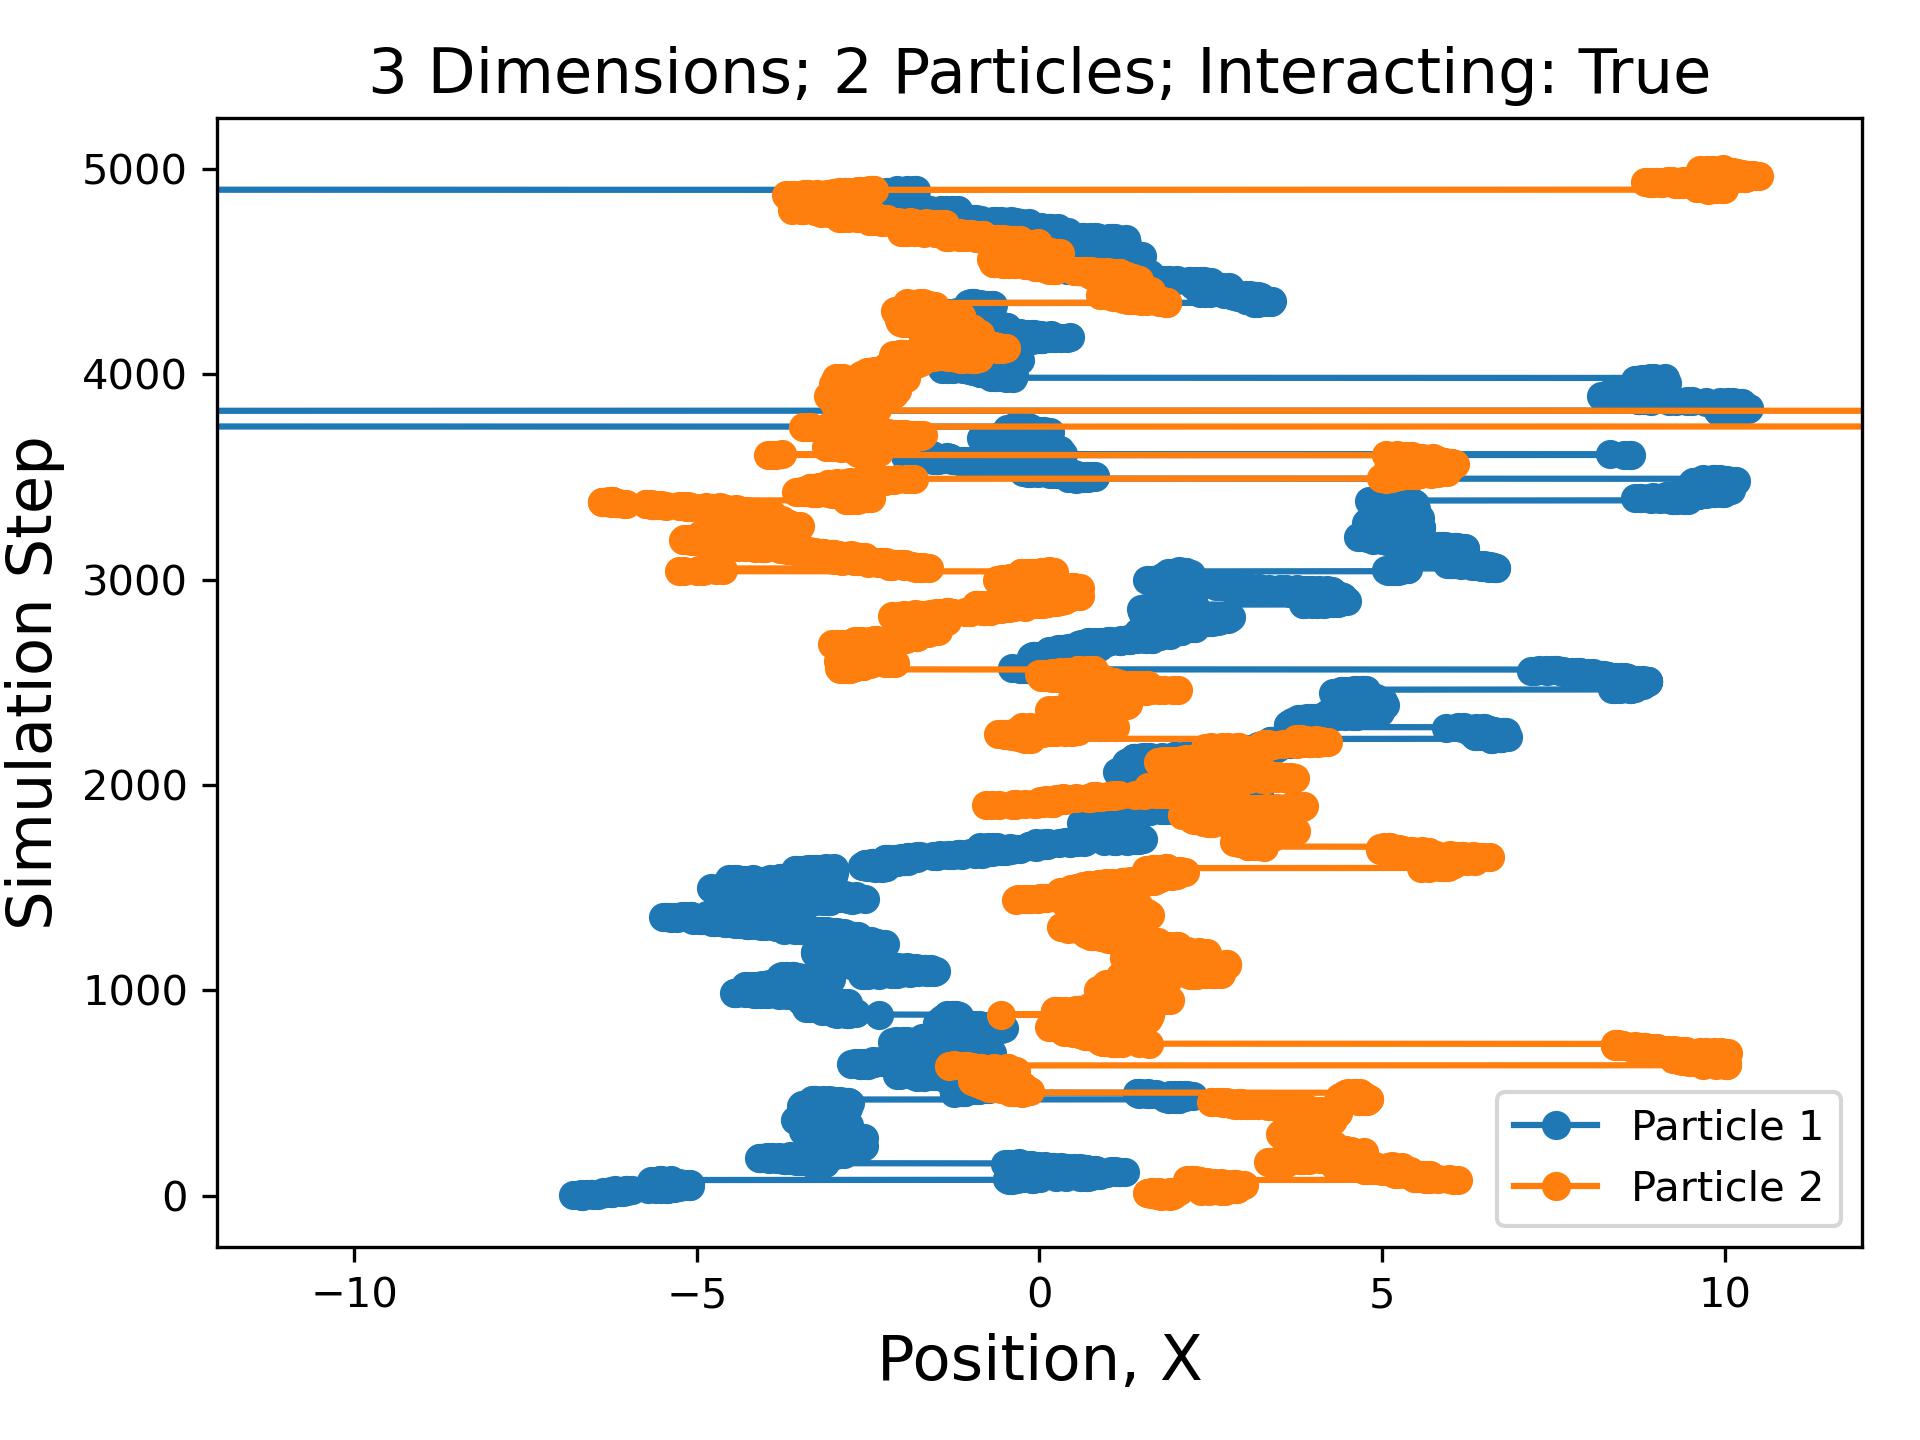 3 Dimensions; 2 Particles; Interacting: True
Simulation Step
5000
4000
3000
2000
1000
0
Particle 1
Particle 2
−10
−5
0
5
10
Position, X